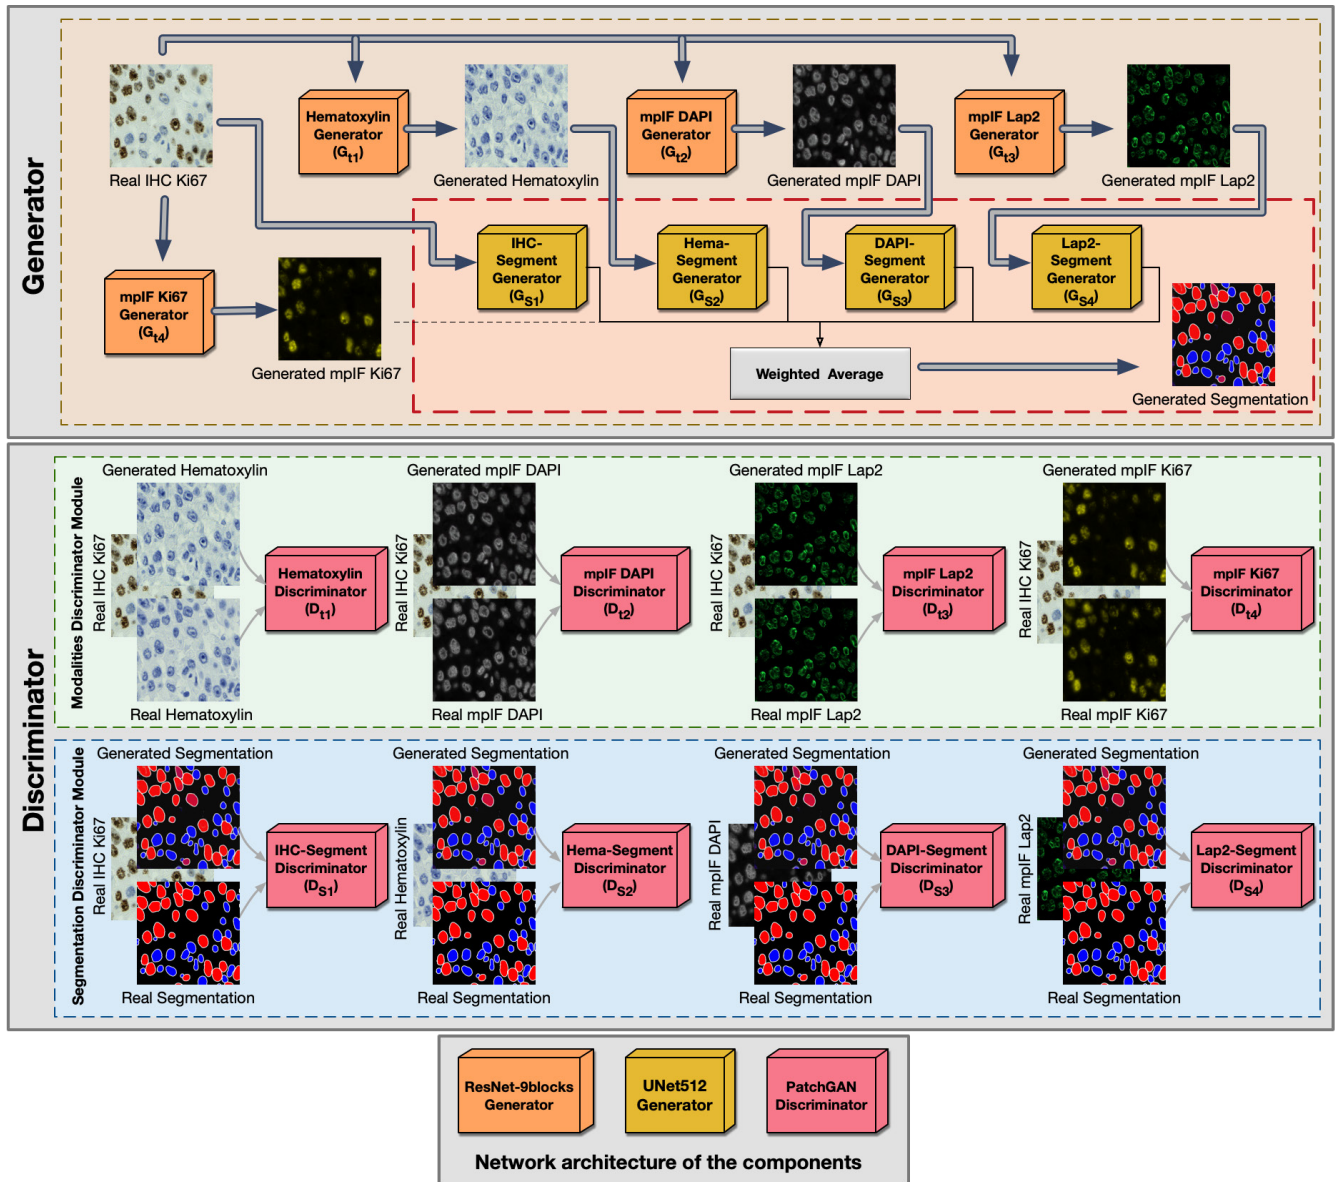 Generator
Hematoxylin
Generator
(Gt1)
mpIF DAPI
Generator
(Gt2)
mpIF Lap2
Generator
(Gt3)
Real IHC Ki67
Generated Hematoxylin
Generated mpIF DAPI
Generated mpIF Lap2
IHC-
Segment
Generator
(GS1)
Hema-
Segment
Generator
(GS2)
DAPI-
Segment
Generator
(GS3)
Lap2-
Segment
Generator
(GS4)
mpIF Ki67
Generator
(Gt4)
Generated mpIF Ki67
Weighted Average
Generated Segmentation
Discriminator
Modalities Discriminator Module
Generated Hematoxylin
Real IHC Ki67
Hematoxylin
Discriminator
(Dt1)
Real Hematoxylin
Generated mpIF DAPI
Real IHC Ki67
mpIF DAPI
Discriminator
(Dt2)
Real mpIF DAPI
Generated mpIF Lap2
Real IHC Ki67
mpIF Lap2
Discriminator
(Dt3)
Real mpIF Lap2
Generated mpIF Ki67
Real IHC Ki67
mpIF Ki67
Discriminator
(Dt4)
Real mpIF Ki67
Segmentation Discriminator Module
Generated Segmentation
Real IHC Ki67
IHC-Segment
Discriminator
(DS1)
Real Segmentation
Generated Segmentation
Real Hematoxylin
Hema-Segment
Discriminator
(DS2)
Real Segmentation
Generated Segmentation
Real mpIF DAPI
DAPI-Segment
Discriminator
(DS3)
Real Segmentation
Generated Segmentation
Real mpIF Lap2
Lap2-Segment
Discriminator
(DS4)
Real Segmentation
ResNet-9blocks
Generator
UNet512
Generator
PatchGAN
Discriminator
Network architecture of the components